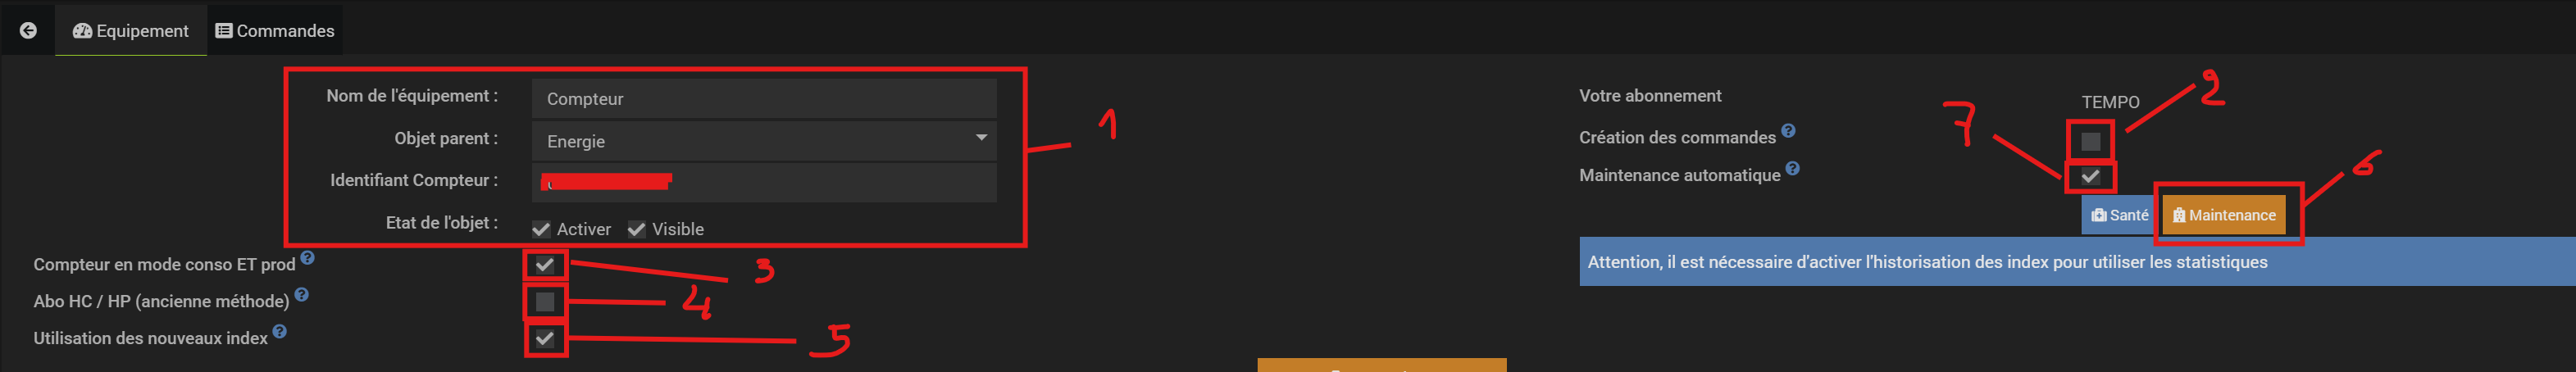 Equipement Commandes
Nom de l'équipement : Compteur
Objet parent : Energie
Identifiant Compteur :
Etat de l'objet : Activer Visible
1
Compteur en mode conso ET prod ? 3
Abo HC / HP (ancienne méthode) ? 4
Utilisation des nouveaux index ? 5
Votre abonnement TEMPO 2
Création des commandes ? 7
Maintenance automatique ? 6
Santé Maintenance
Attention, il est nécessaire d'activer l'historisation des index pour utiliser les statistiques